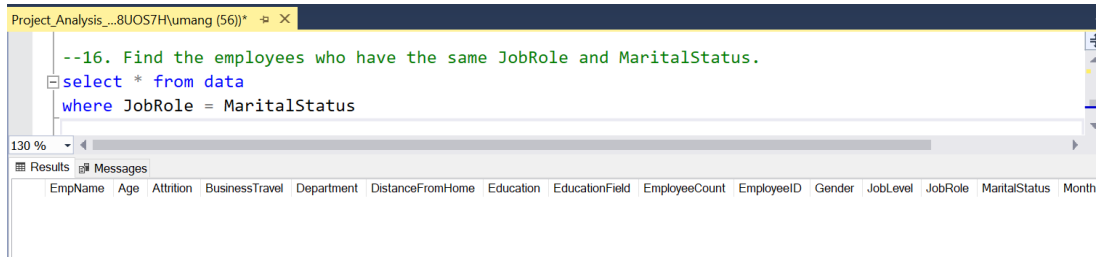 Project_Analysis_...8UOS7H\umang (56))*
--16. Find the employees who have the same JobRole and MaritalStatus.
select * from data
where JobRole = MaritalStatus
130 %
Results Messages
EmpName Age Attrition BusinessTravel Department DistanceFromHome Education EducationField EmployeeCount EmployeeID Gender JobLevel JobRole MaritalStatus Month